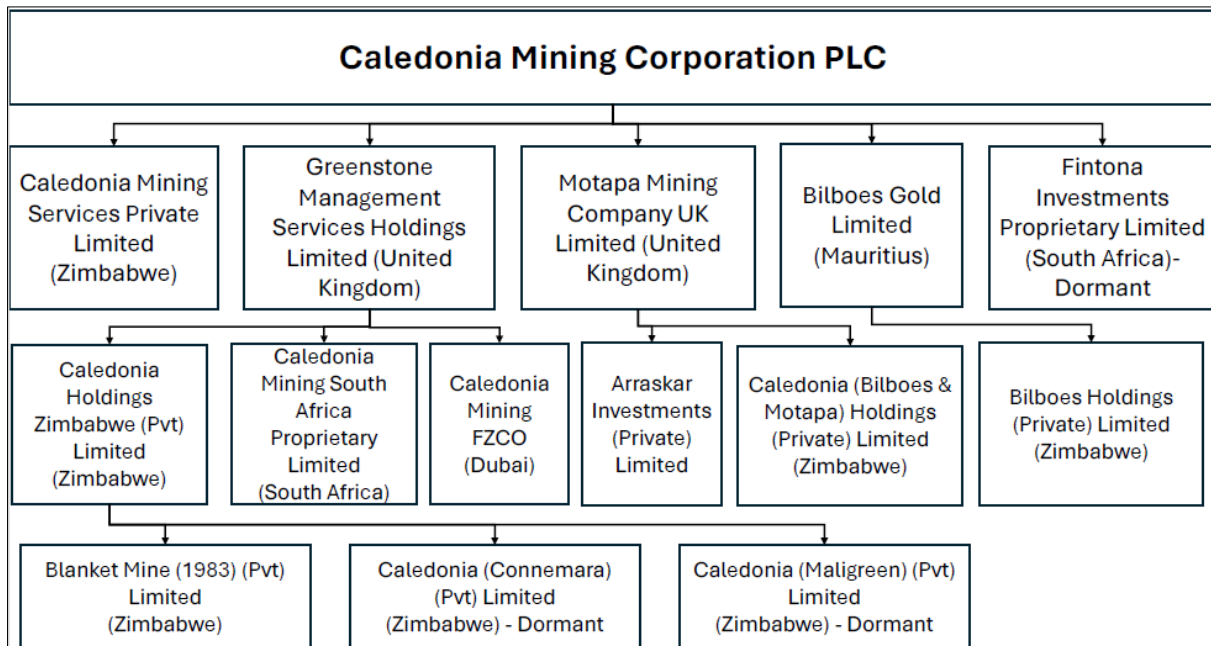 Caledonia Mining Corporation PLC
Caledonia Mining
Services Private
Limited
(Zimbabwe)
Greenstone
Management
Services Holdings
Limited (United
Kingdom)
Motapa Mining
Company UK
Limited (United
Kingdom)
Bilboes Gold
Limited
(Mauritius)
Fintona
Investments
Proprietary Limited
(South Africa)-
Dormant
Caledonia
Holdings
Zimbabwe (Pvt)
Limited
(Zimbabwe)
Caledonia
Mining South
Africa
Proprietary
Limited
(South Africa)
Caledonia
Mining
FZCO
(Dubai)
Arraskar
Investments
(Private)
Limited
Caledonia (Bilboes &
Motapa) Holdings
(Private) Limited
(Zimbabwe)
Bilboes Holdings
(Private) Limited
(Zimbabwe)
Blanket Mine (1983) (Pvt)
Limited
(Zimbabwe)
Caledonia (Connemara)
(Pvt) Limited
(Zimbabwe) - Dormant
Caledonia (Maligreen) (Pvt)
Limited
(Zimbabwe) - Dormant